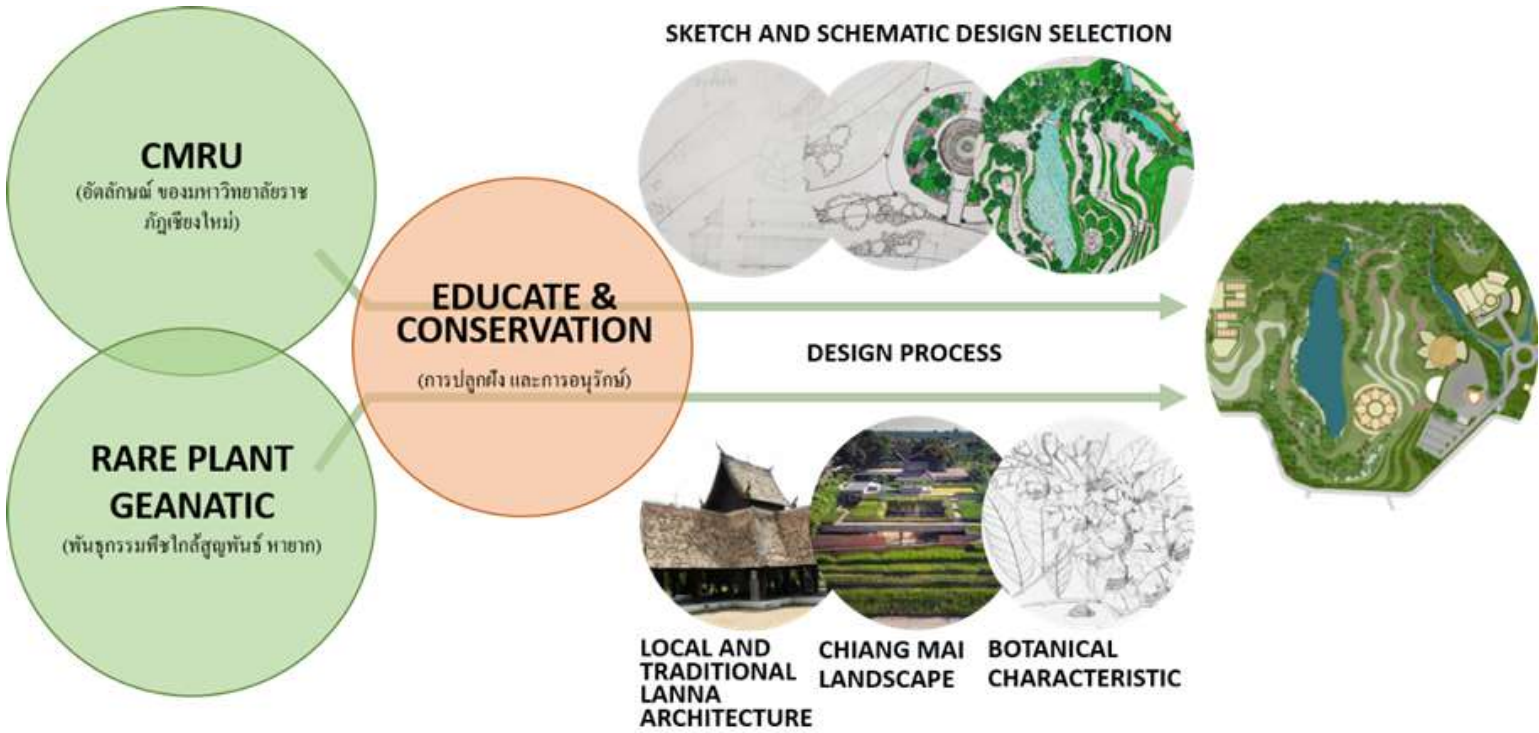 SKETCH AND SCHEMATIC DESIGN SELECTION
CMRU
(อัตลักษณ์ ของมหาวิทยาลัยราช
ภัฏเชียงใหม่)
EDUCATE &
CONSERVATION
(การปลูกฝัง และการอนุรักษ์)
DESIGN PROCESS
RARE PLANT
GEANATIC
(พันธุกรรมพืชใกล้สูญพันธ์ หายาก)
LOCAL AND
TRADITIONAL
LANNA
ARCHITECTURE
CHIANG MAI
LANDSCAPE
BOTANICAL
CHARACTERISTIC